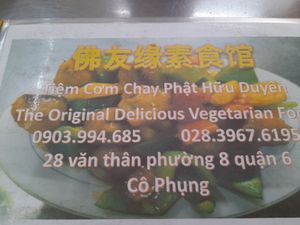 佛友缘素食馆
Tiệm Cơm Chay Phật Hữu Duyên
The Original Delicious Vegetarian Foo
0903.994.685 028.3967.6195
28 văn thân phường 8 quận 6
Cô Phụng